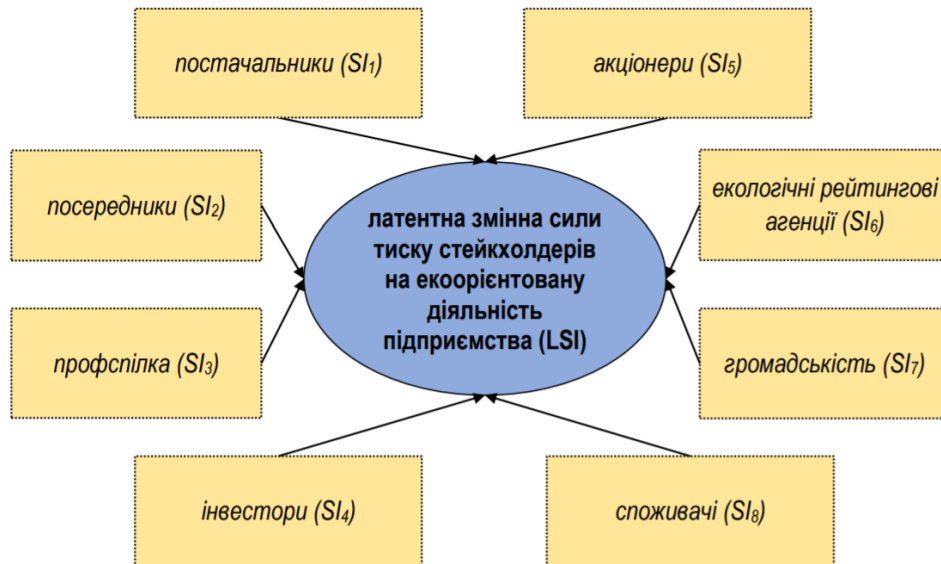 постачальники (SI₁)
акціонери (SI₅)
посередники (SI₂)
екологічні рейтингові
агенції (SI₆)
латентна змінна сили
тиску стейкхолдерів
на екоорієнтовану
діяльність
підприємства (LSI)
профспілка (SI₃)
громадськість (SI₇)
інвестори (SI₄)
споживачі (SI₈)